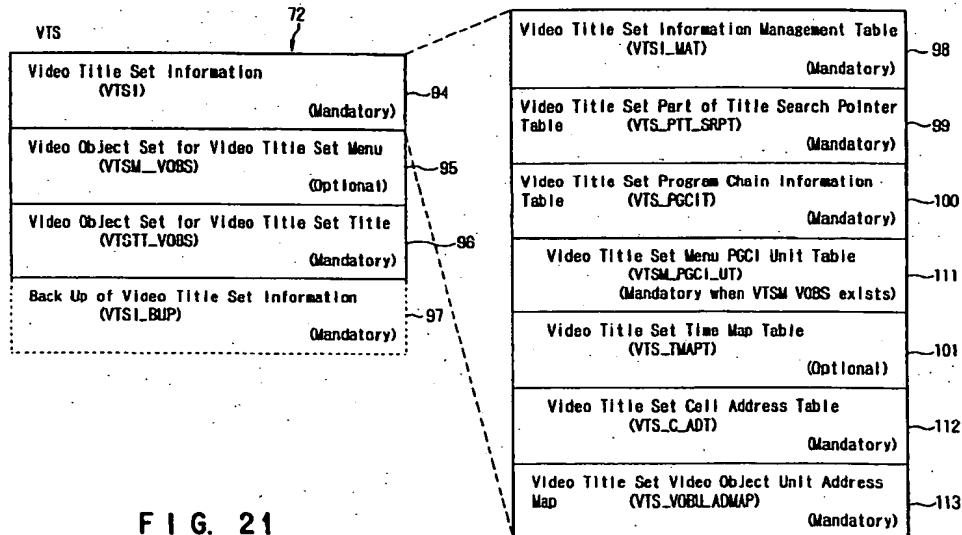 72
VTS
Video Title Set Information
(VTSI)
(Mandatory)
94
Video Object Set for Video Title Set Menu
(VTSM_VOBS)
(Optional)
95
Video Object Set for Video Title Set Title
(VTSTT_VOBS)
(Mandatory)
96
Back Up of Video Title Set Information
(VTSI_BUP)
(Mandatory)
97
Video Title Set Information Management Table
(VTSI_MAT)
(Mandatory)
98
Video Title Set Part of Title Search Pointer
Table (VTS_PTT_SRPT)
(Mandatory)
99
Video Title Set Program Chain Information
Table (VTS_PGCIT)
(Mandatory)
100
Video Title Set Menu PGCI Unit Table
(VTSM_PGCI_UT)
(Mandatory when VTSM VOBS exists)
111
Video Title Set Time Map Table
(VTS_TMAPT)
(Optional)
101
Video Title Set Cell Address Table
(VTS_C_ADT)
(Mandatory)
112
Video Title Set Video Object Unit Address
Map (VTS_VOBU_ADMAP)
(Mandatory)
113
FIG. 21